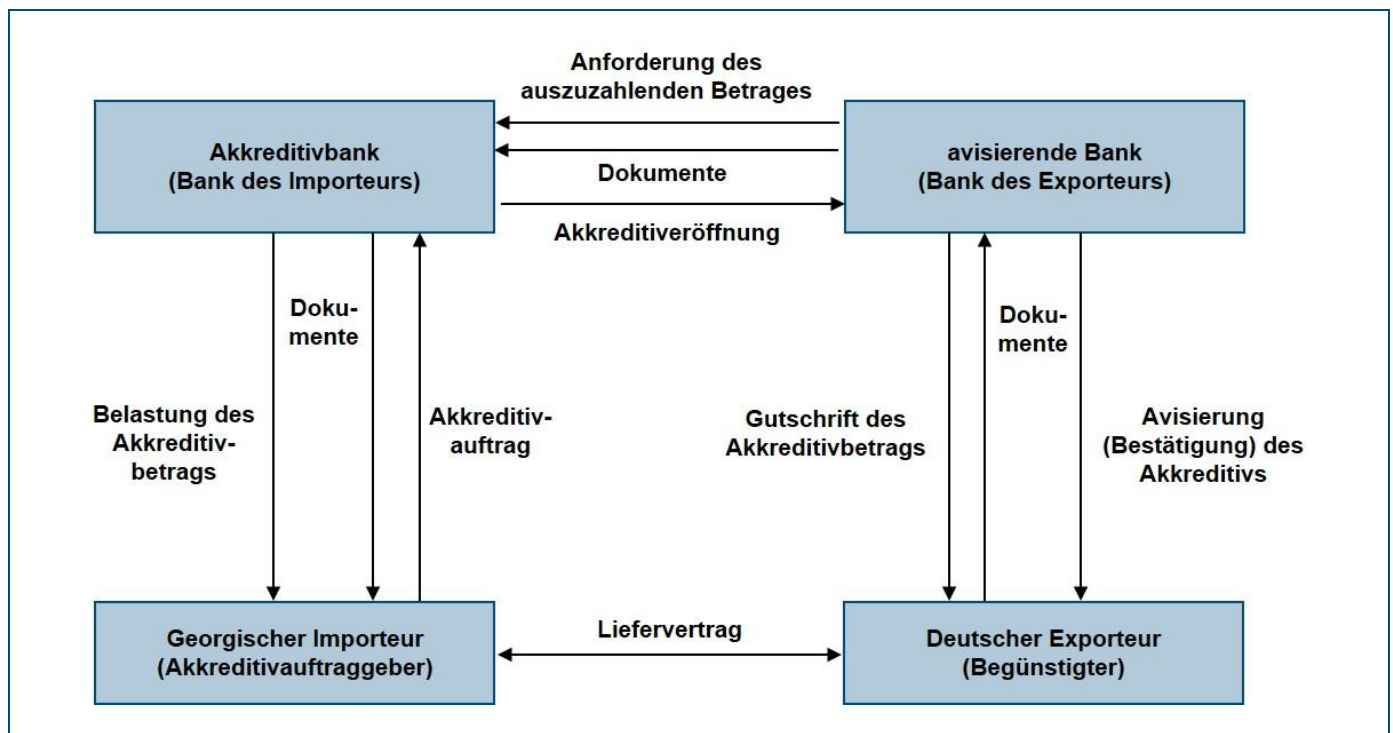 Anforderung des
auszuzahlenden Betrages
Akkreditivbank
(Bank des Importeurs)
avisierende Bank
(Bank des Exporteurs)
Dokumente
Akkreditiveröffnung
Doku-
mente
Doku-
mente
Belastung des
Akkreditiv-
betrags
Akkreditiv-
auftrag
Gutschrift des
Akkreditivbetrags
Avisierung
(Bestätigung) des
Akkreditivs
Georgischer Importeur
(Akkreditivauftraggeber)
Liefervertrag
Deutscher Exporteur
(Begünstigter)